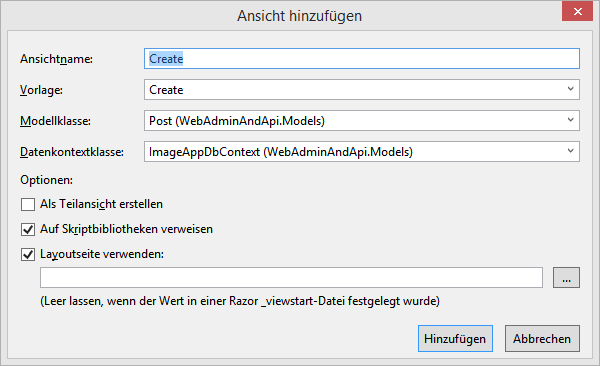 Ansicht hinzufügen
Ansichtname: Create
Vorlage: Create
Modellklasse: Post (WebAdminAndApi.Models)
Datenkontextklasse: ImageAppDbContext (WebAdminAndApi.Models)
Optionen:
Als Teilansicht erstellen
Auf Skriptbibliotheken verweisen
Layoutseite verwenden:
...
(Leer lassen, wenn der Wert in einer Razor _viewstart-Datei festgelegt wurde)
Hinzufügen Abbrechen